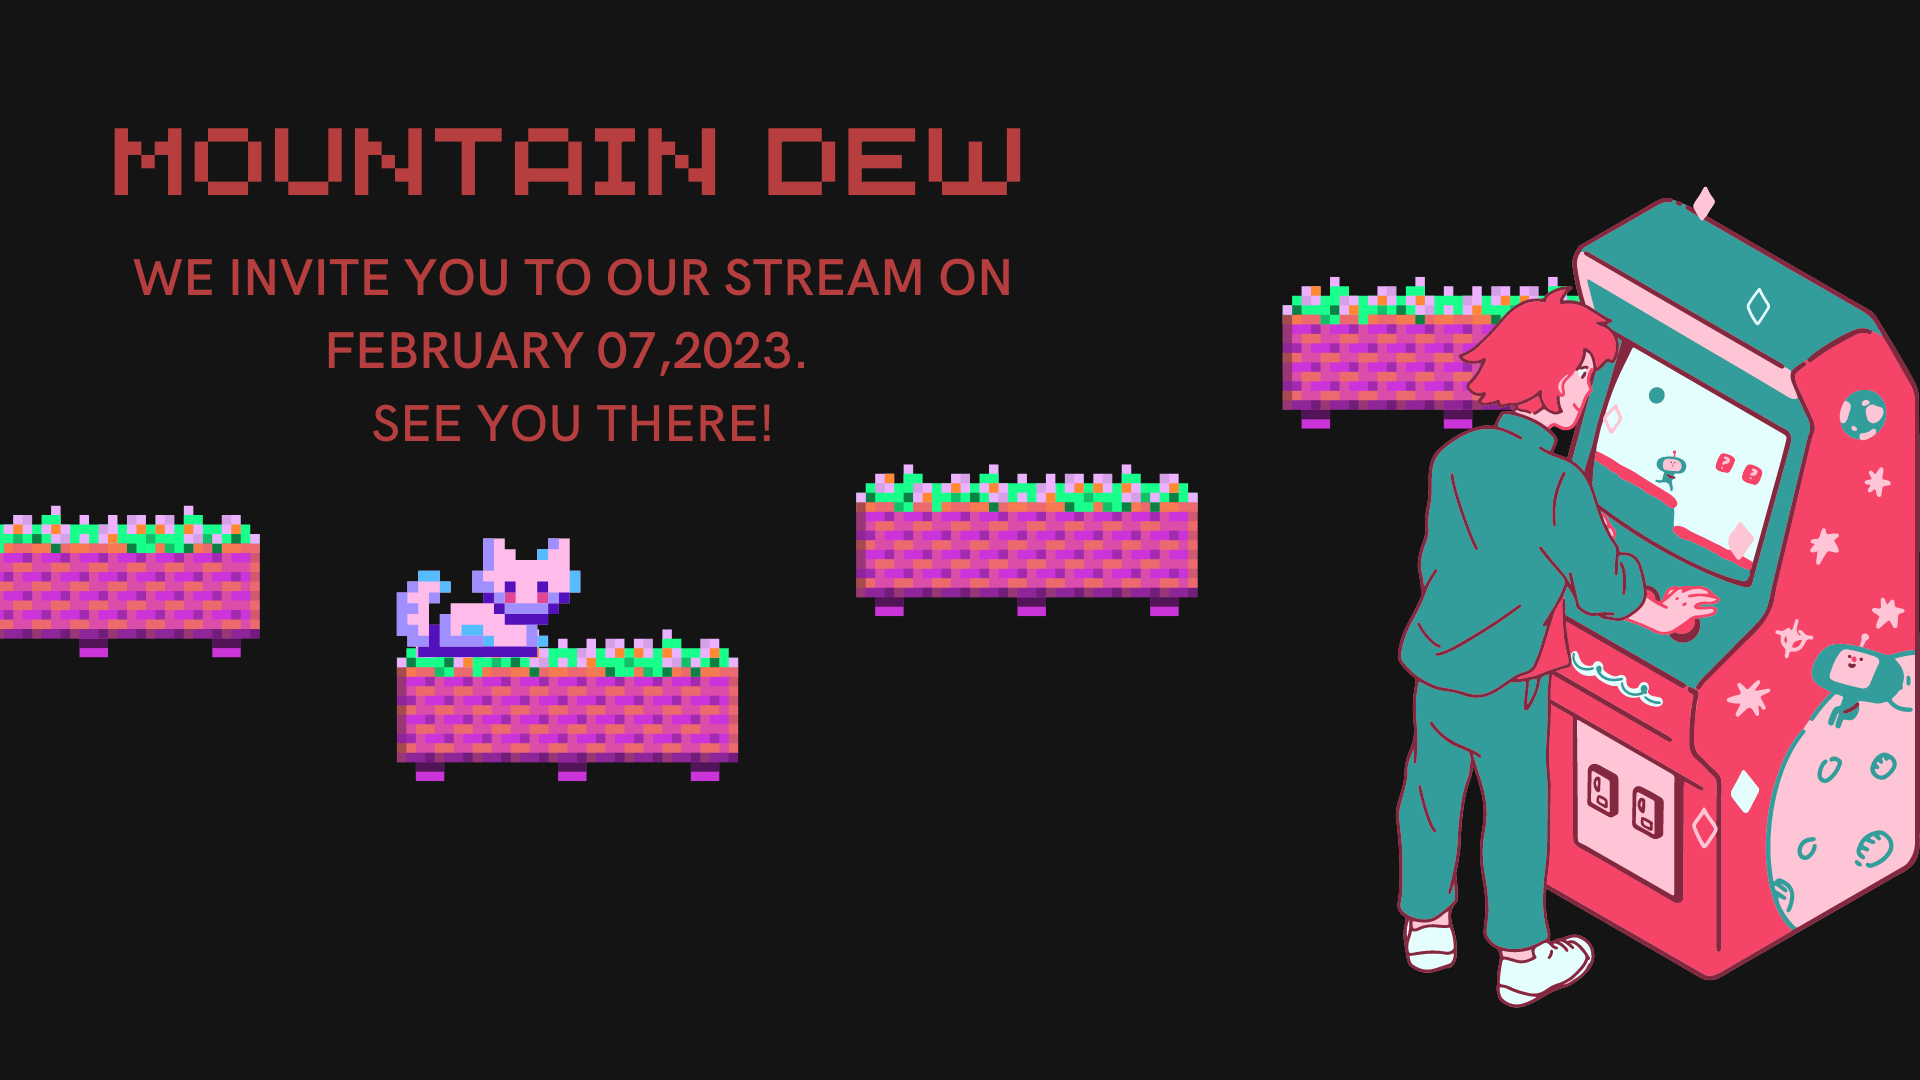 MOUNTAIN DEW
WE INVITE YOU TO OUR STREAM ON
FEBRUARY 07,2023.
SEE YOU THERE!
? ?